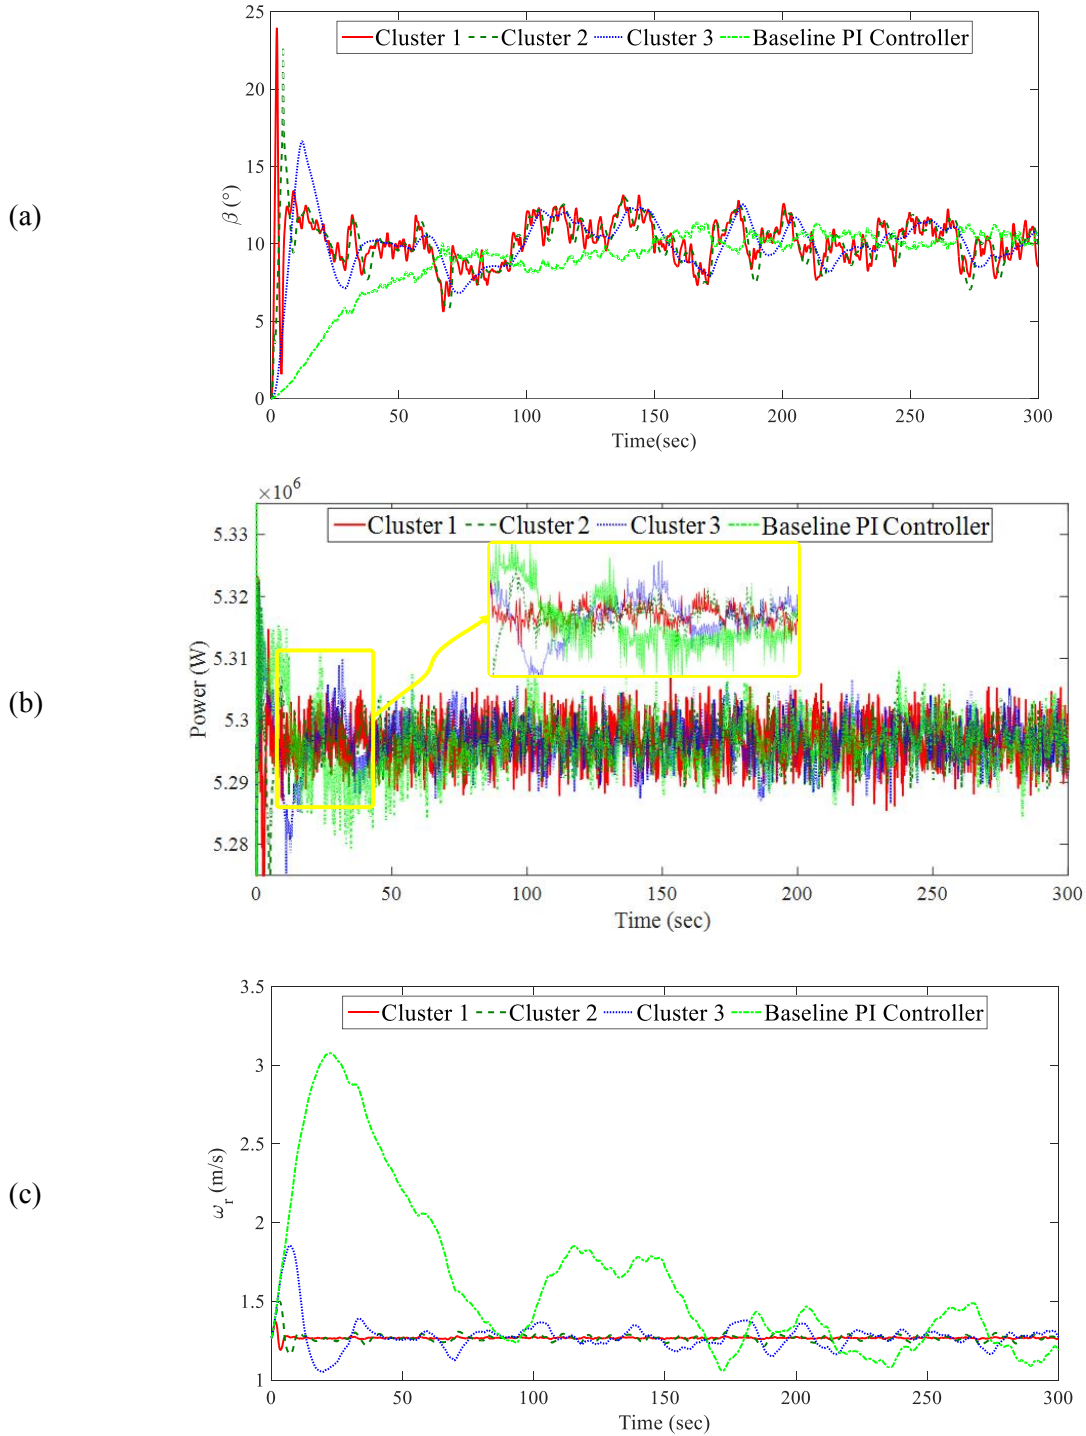 (a)
Cluster 1 Cluster 2 Cluster 3 Baseline PI Controller
25
20
15
10
5
0
β (°)
0 50 100 150 200 250 300
Time(sec)
(b)
×10⁶
Cluster 1 Cluster 2 Cluster 3 Baseline PI Controller
5.33
5.32
5.31
5.3
5.29
5.28
Power (W)
0 50 100 150 200 250 300
Time (sec)
(c)
Cluster 1 Cluster 2 Cluster 3 Baseline PI Controller
3.5
3
2.5
2
1.5
1
ωr (m/s)
0 50 100 150 200 250 300
Time (sec)